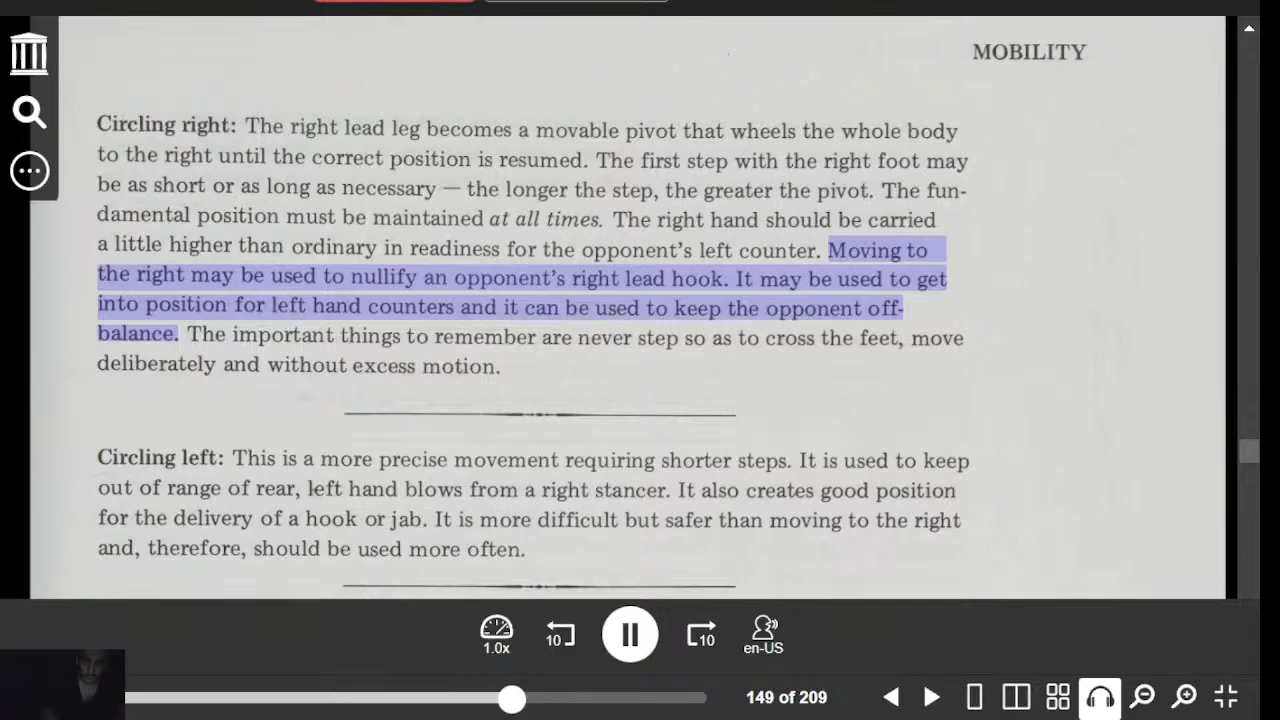 MOBILITY
Circling right: The right lead leg becomes a movable pivot that wheels the whole body
to the right until the correct position is resumed. The first step with the right foot may
be as short or as long as necessary — the longer the step, the greater the pivot. The fun-
damental position must be maintained at all times. The right hand should be carried
a little higher than ordinary in readiness for the opponent's left counter. Moving to
the right may be used to nullify an opponent's right lead hook. It may be used to get
into position for left hand counters and it can be used to keep the opponent off-
balance. The important things to remember are never step so as to cross the feet, move
deliberately and without excess motion.
Circling left: This is a more precise movement requiring shorter steps. It is used to keep
out of range of rear, left hand blows from a right stancer. It also creates good position
for the delivery of a hook or jab. It is more difficult but safer than moving to the right
and, therefore, should be used more often.
1.0x
10
10
en-US
149 of 209